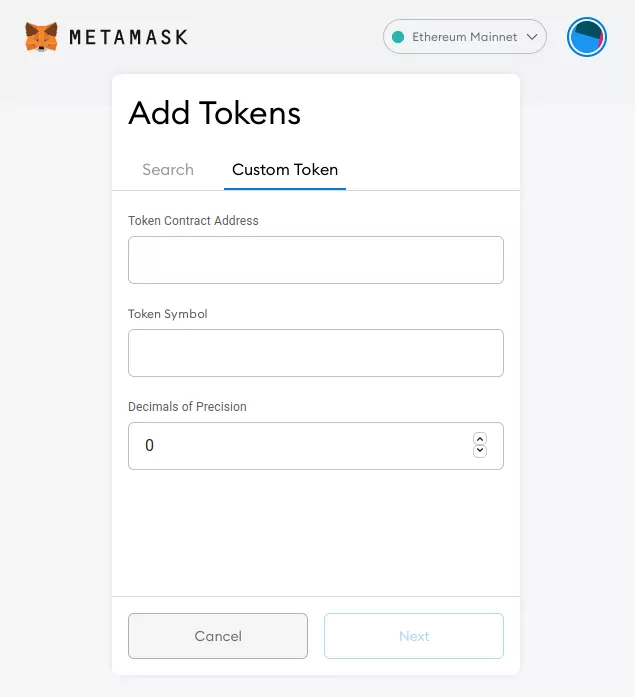 METAMASK
Ethereum Mainnet
Add Tokens
Search
Custom Token
Token Contract Address
Token Symbol
Decimals of Precision
0
Cancel
Next